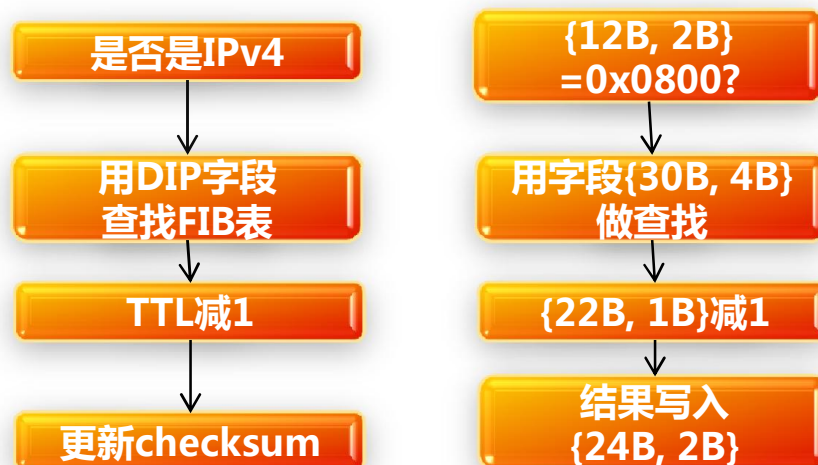 是否是IPv4
用DIP字段
查找FIB表
TTL减1
更新checksum
{12B, 2B}
=0x0800?
用字段{30B, 4B}
做查找
{22B, 1B}减1
结果写入
{24B, 2B}